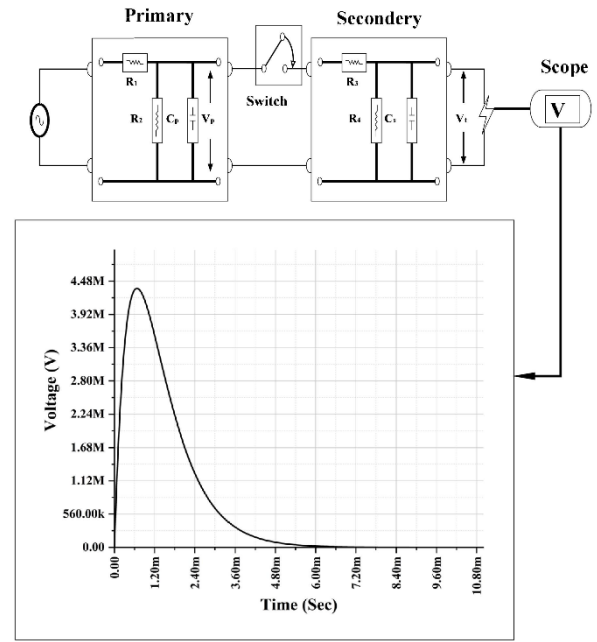 Primary
Secondery
Scope
R1
R2
Cp
Vp
Switch
R3
R4
Cs
Vt
V
Voltage (V)
4.48M
3.92M
3.36M
2.80M
2.24M
1.68M
1.12M
560.00k
0.00
0.00
1.20m
2.40m
3.60m
4.80m
6.00m
7.20m
8.40m
9.60m
10.80m
Time (Sec)